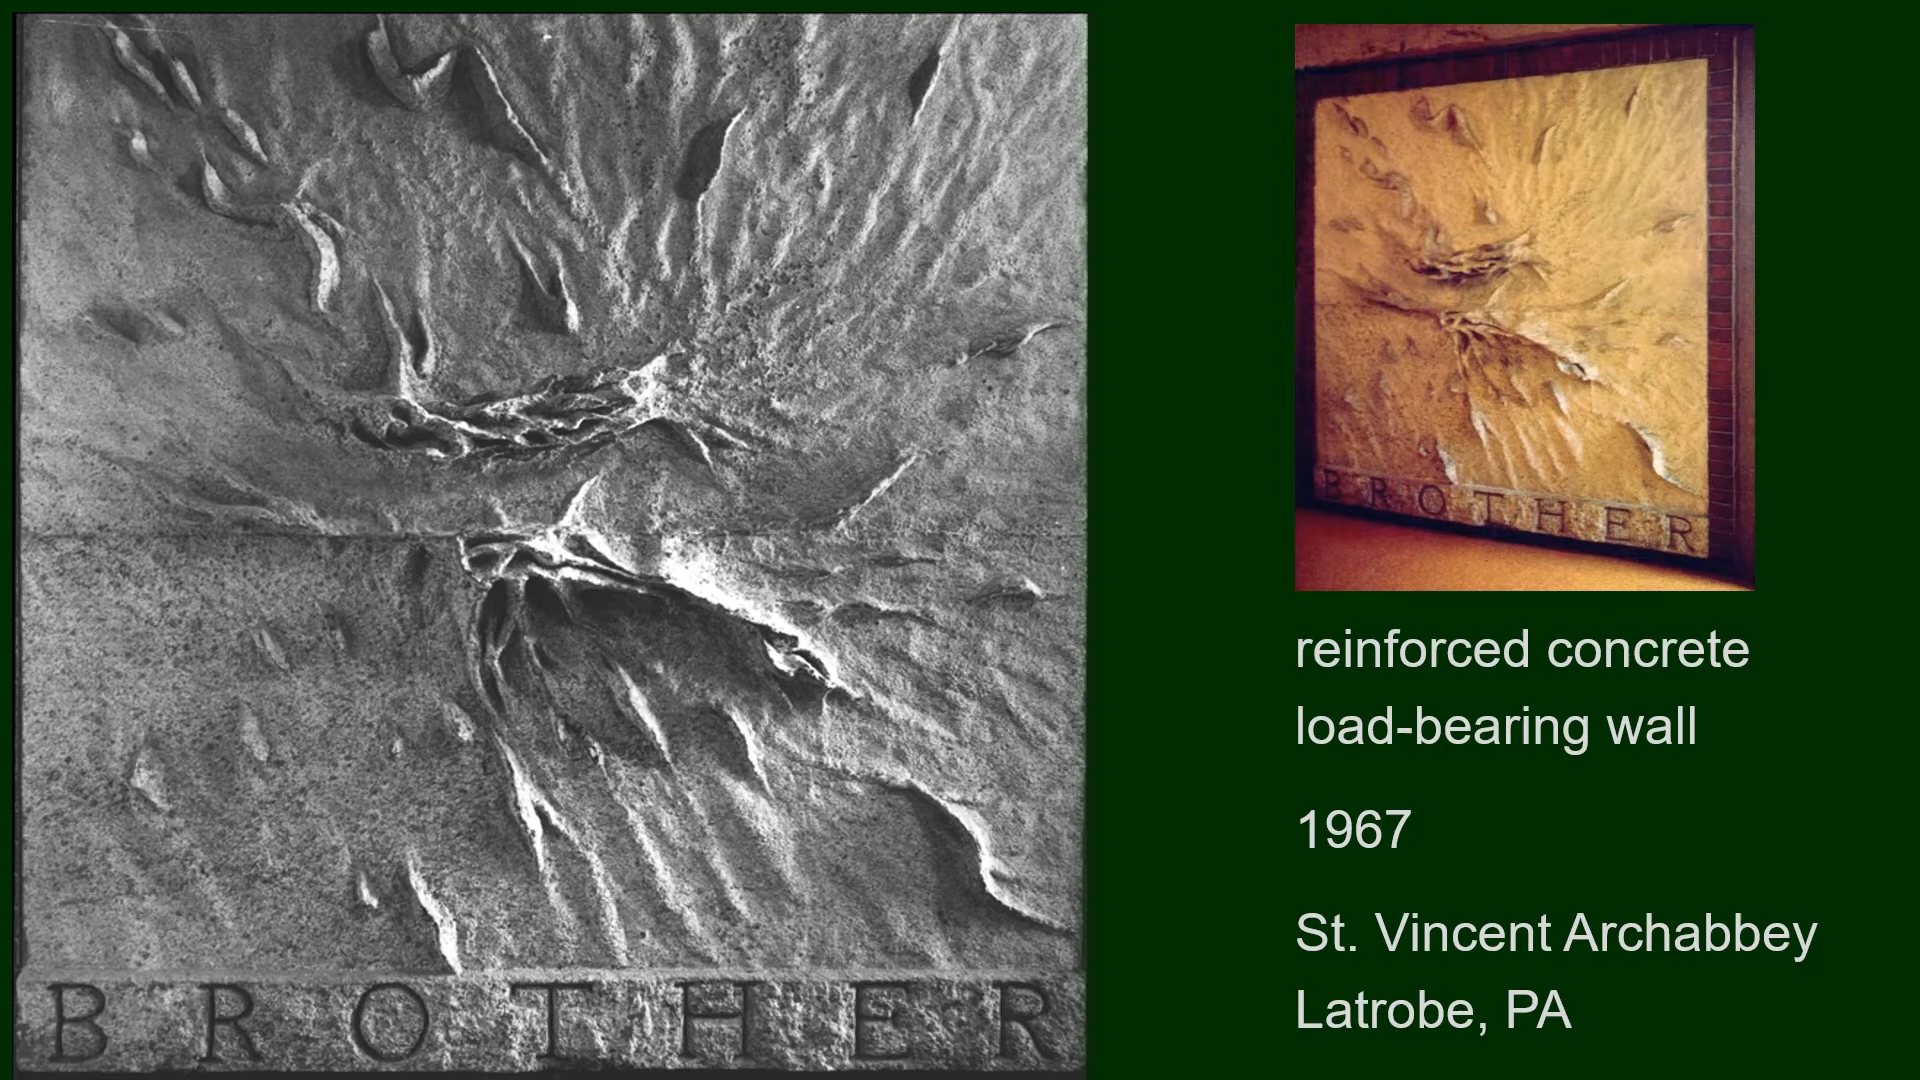 BROTHER
BROTHER
reinforced concrete
load-bearing wall
1967
St. Vincent Archabbey
Latrobe, PA